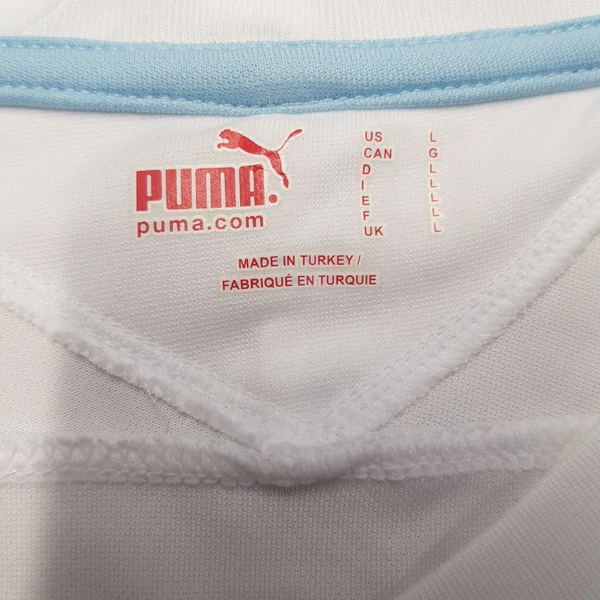 PUMA.
puma.com
US L
CAN G
D L
I L
E L
F L
UK L
MADE IN TURKEY /
FABRIQUÉ EN TURQUIE